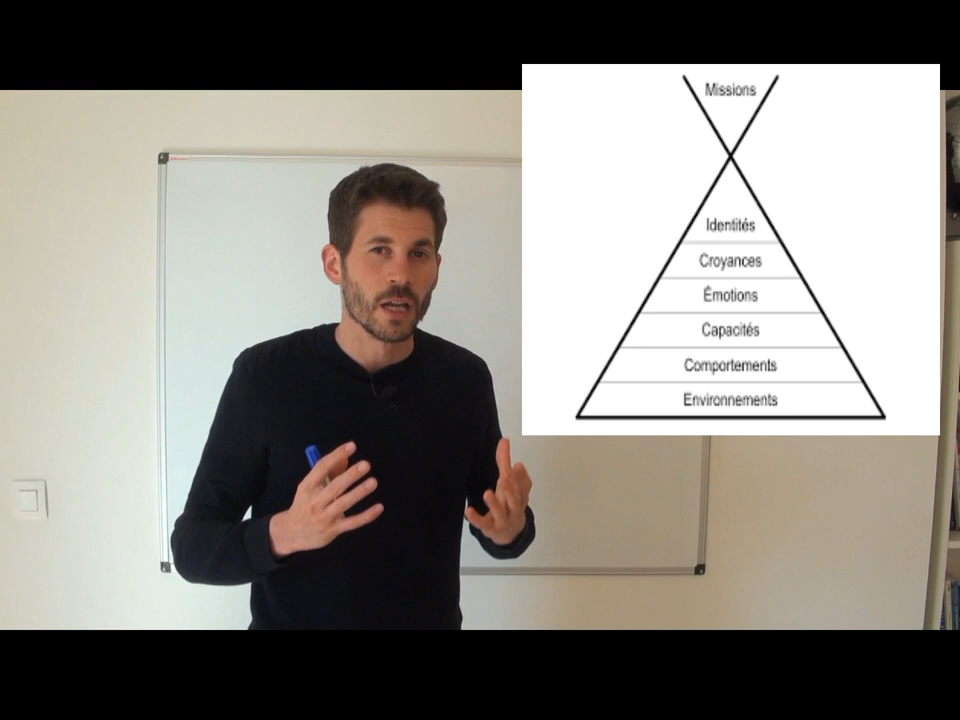 Missions
Identités
Croyances
Émotions
Capacités
Comportements
Environnements